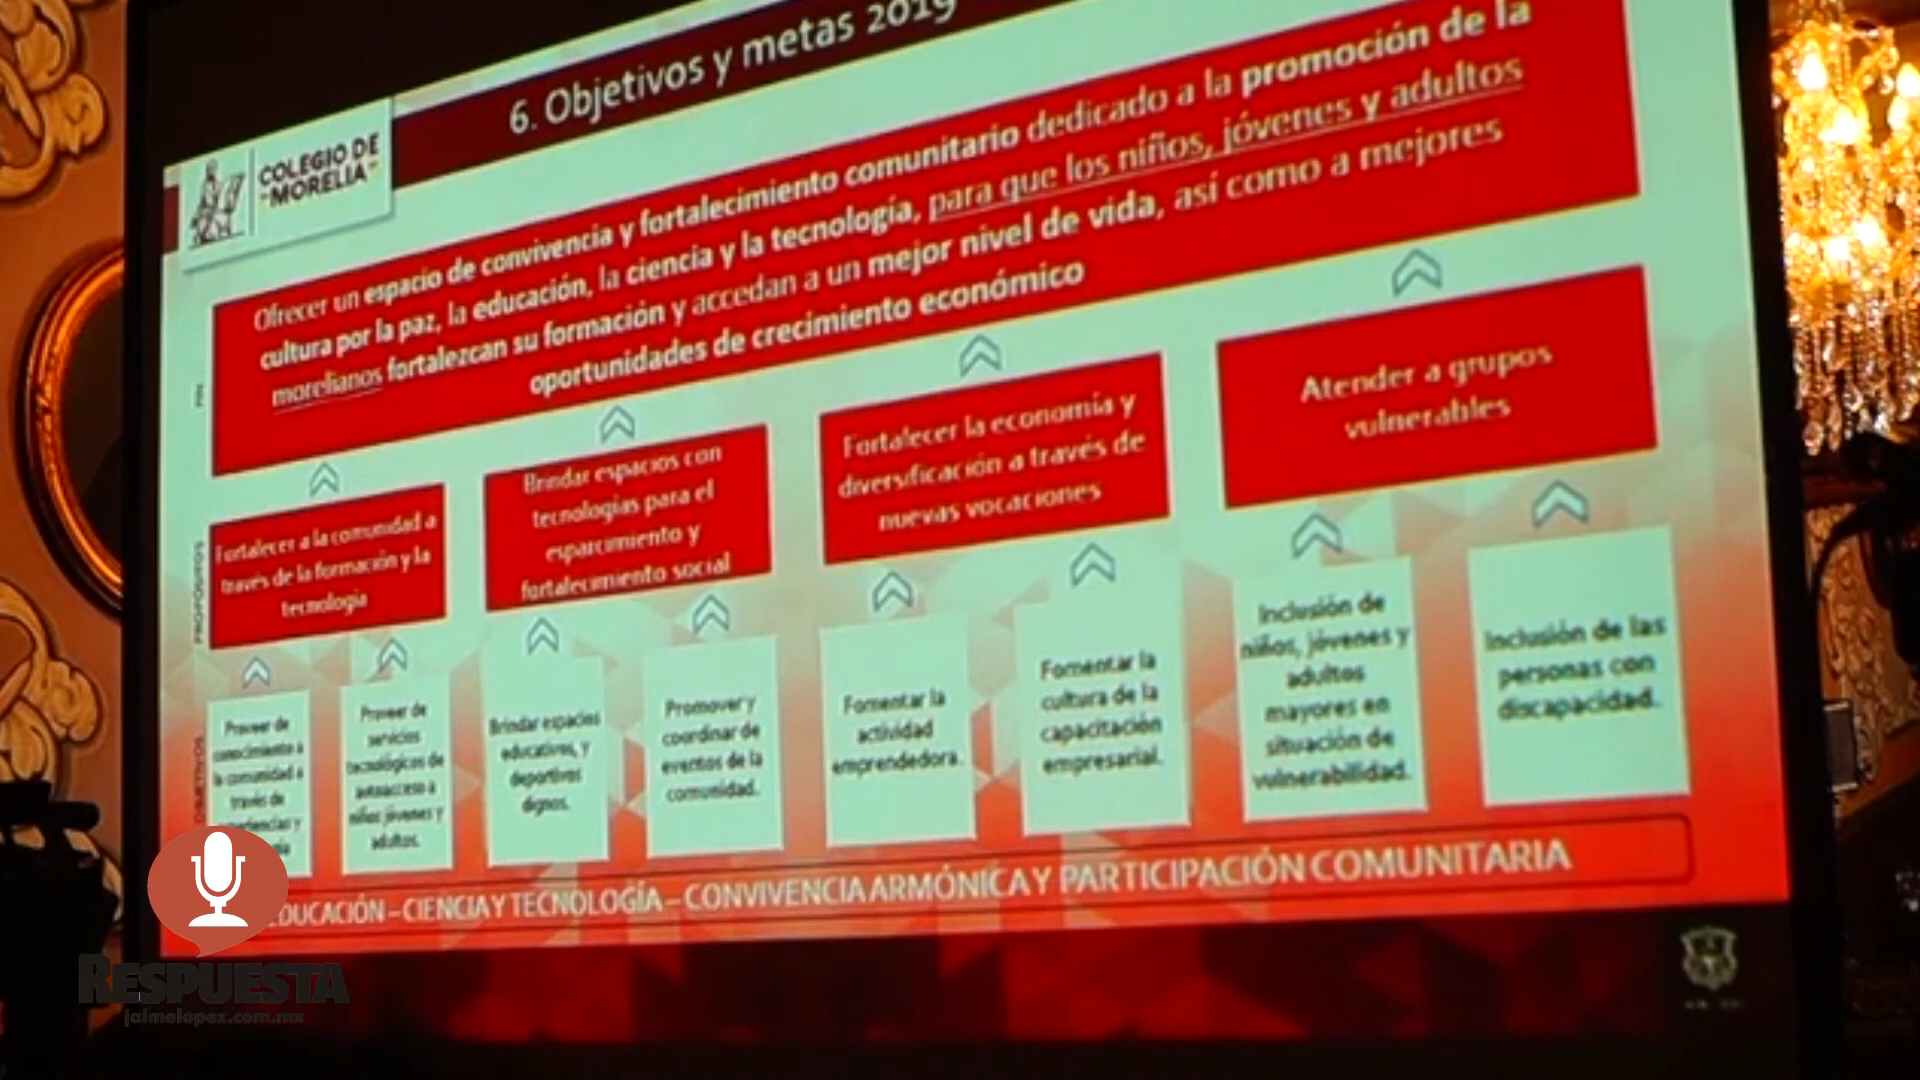 6. Objetivos y metas 2019
COLEGIO DE
MORELIA
Ofrecer un espacio de convivencia y fortalecimiento comunitario dedicado a la promoción de la
cultura por la paz, la educación, la ciencia y la tecnología, para que los niños, jóvenes y adultos
morelianos fortalezcan su formación y accedan a un mejor nivel de vida, así como a mejores
oportunidades de crecimiento económico
FIN
PROPÓSITOS
Fortalecer a la comunidad a
través de la formación y la
tecnología
Brindar espacios con
tecnologías para el
esparcimiento y
fortalecimiento social
Fortalecer la economía y
diversificación a través de
nuevas vocaciones
Atender a grupos
vulnerables
OBJETIVOS
Proveer de
conocimiento a
la comunidad a
través de
Proveer de
servicios
tecnológicos de
autoacceso a
niños jóvenes y
adultos.
Brindar espacios
educativos, y
deportivos
dignos.
Promover y
coordinar de
eventos de la
comunidad.
Fomentar la
actividad
emprendedora.
Fomentar la
cultura de la
capacitación
empresarial.
Inclusión de
niños, jóvenes y
adultos
mayores en
situación de
vulnerabilidad.
Inclusión de las
personas con
discapacidad.
EDUCACIÓN – CIENCIA Y TECNOLOGÍA – CONVIVENCIA ARMÓNICA Y PARTICIPACIÓN COMUNITARIA
RESPUESTA
jaimelopez.com.mx